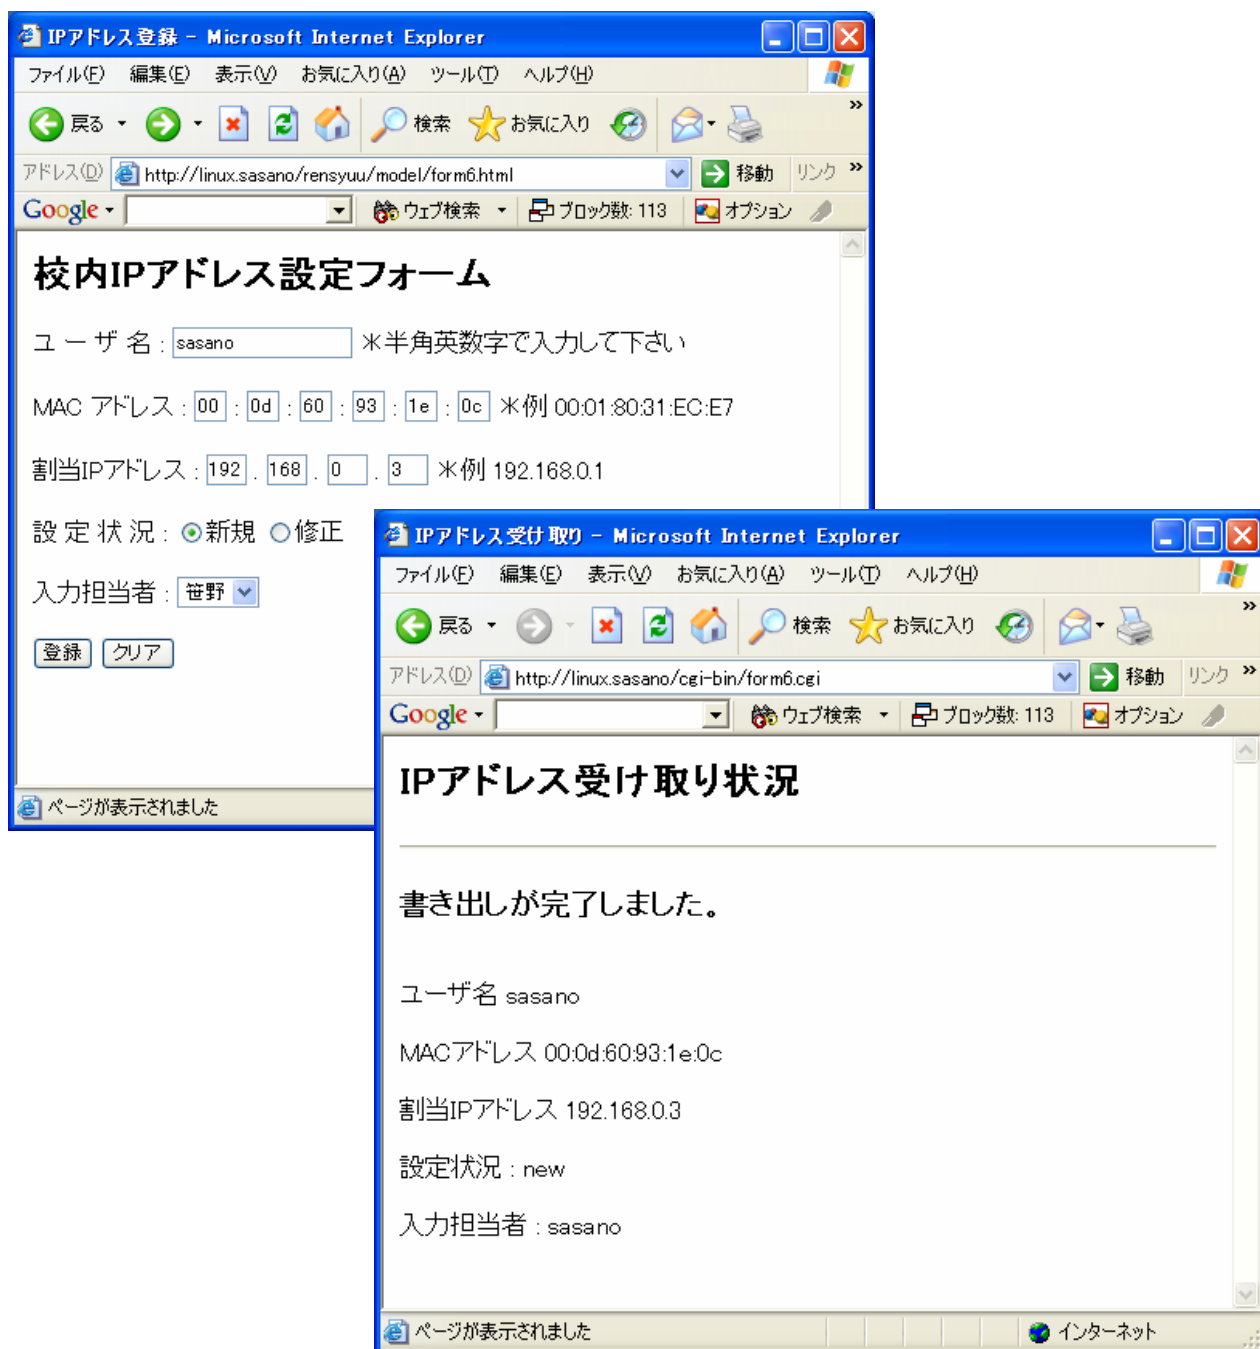 IPアドレス登録 - Microsoft Internet Explorer
ファイル(F) 編集(E) 表示(V) お気に入り(A) ツール(T) ヘルプ(H)
戻る 検索 お気に入り »
アドレス(D) http://linux.sasano/rensyuu/model/form6.html 移動 リンク »
Google ウェブ検索 ブロック数: 113 オプション
校内IPアドレス設定フォーム
ユ ー ザ 名 : sasano ※半角英数字で入力して下さい
MAC アドレス : 00 : 0d : 60 : 93 : 1e : 0c ※例 00:01:80:31:EC:E7
割当IPアドレス : 192 . 168 . 0 . 3 ※例 192.168.0.1
設 定 状 況 : 新規 修正
入力担当者 : 笹野
登録 クリア
ページが表示されました
IPアドレス受け取り - Microsoft Internet Explorer
ファイル(F) 編集(E) 表示(V) お気に入り(A) ツール(T) ヘルプ(H)
戻る 検索 お気に入り »
アドレス(D) http://linux.sasano/cgi-bin/form6.cgi 移動 リンク »
Google ウェブ検索 ブロック数: 113 オプション
IPアドレス受け取り状況
書き出しが完了しました。
ユーザ名 sasano
MACアドレス 00:0d:60:93:1e:0c
割当IPアドレス 192.168.0.3
設定状況 : new
入力担当者 : sasano
ページが表示されました インターネット